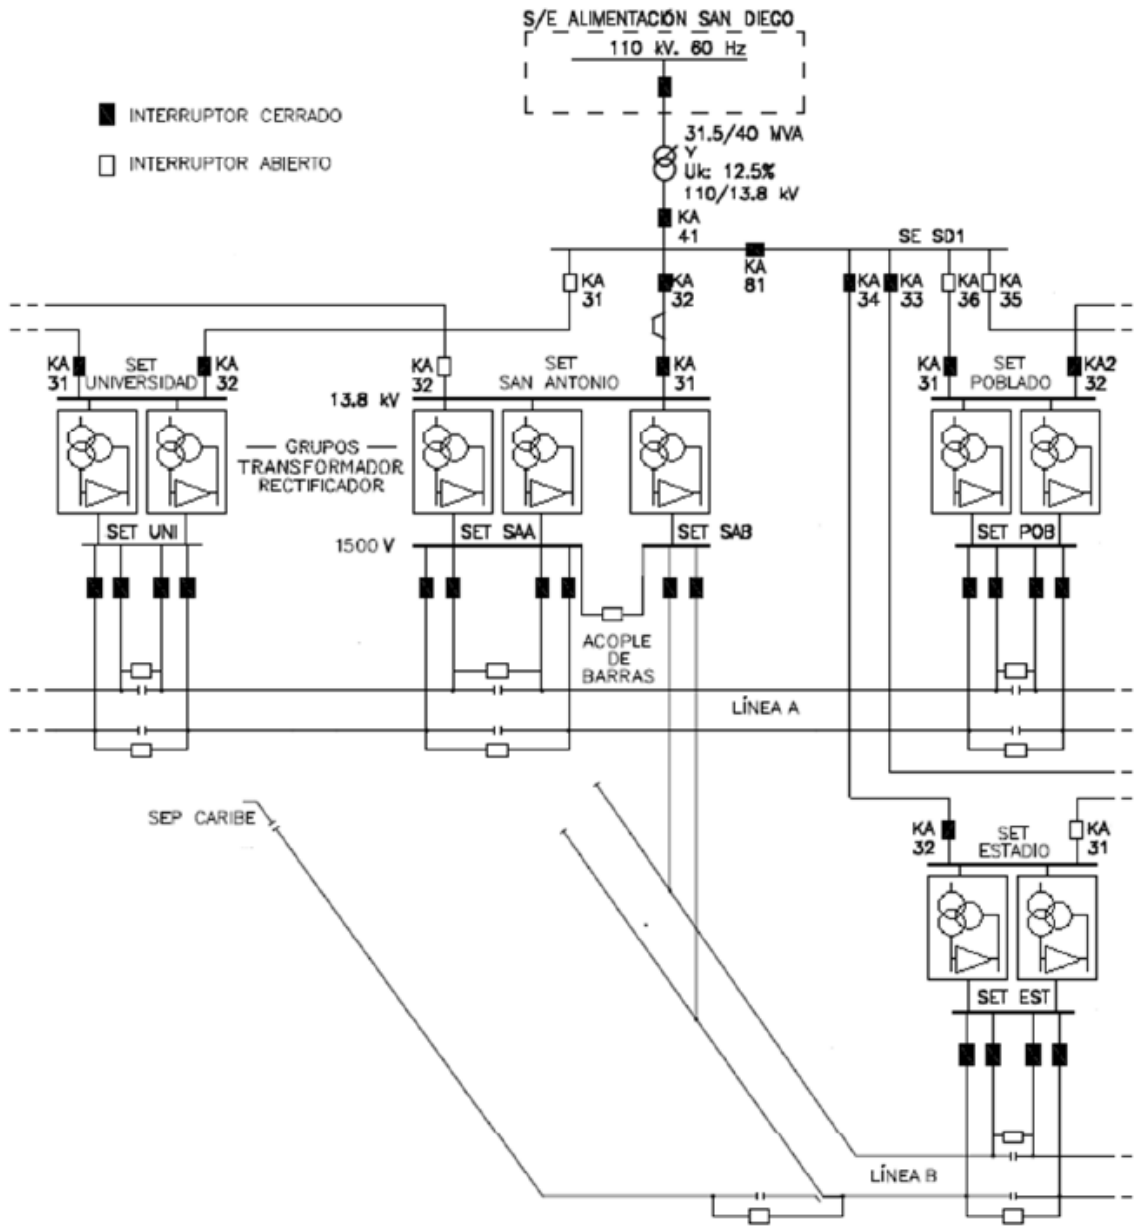 S/E ALIMENTACIÓN SAN DIEGO
110 kV. 60 Hz
INTERRUPTOR CERRADO
INTERRUPTOR ABIERTO
31.5/40 MVA
Y
Uk: 12.5%
110/13.8 kV
KA
41
SE SD1
KA
31
KA
32
KA
81
KA
34
KA
33
KA
36
KA
35
KA
31
SET
UNIVERSIDAD
KA
32
KA
32
SET
SAN ANTONIO
KA
31
KA
31
SET
POBLADO
KA2
32
13.8 kV
GRUPOS
TRANSFORMADOR
RECTIFICADOR
SET UNI
1500 V
SET SAA
SET SAB
SET POB
ACOPLE
DE
BARRAS
LÍNEA A
SEP CARIBE
KA
32
SET
ESTADIO
KA
31
SET EST
LÍNEA B